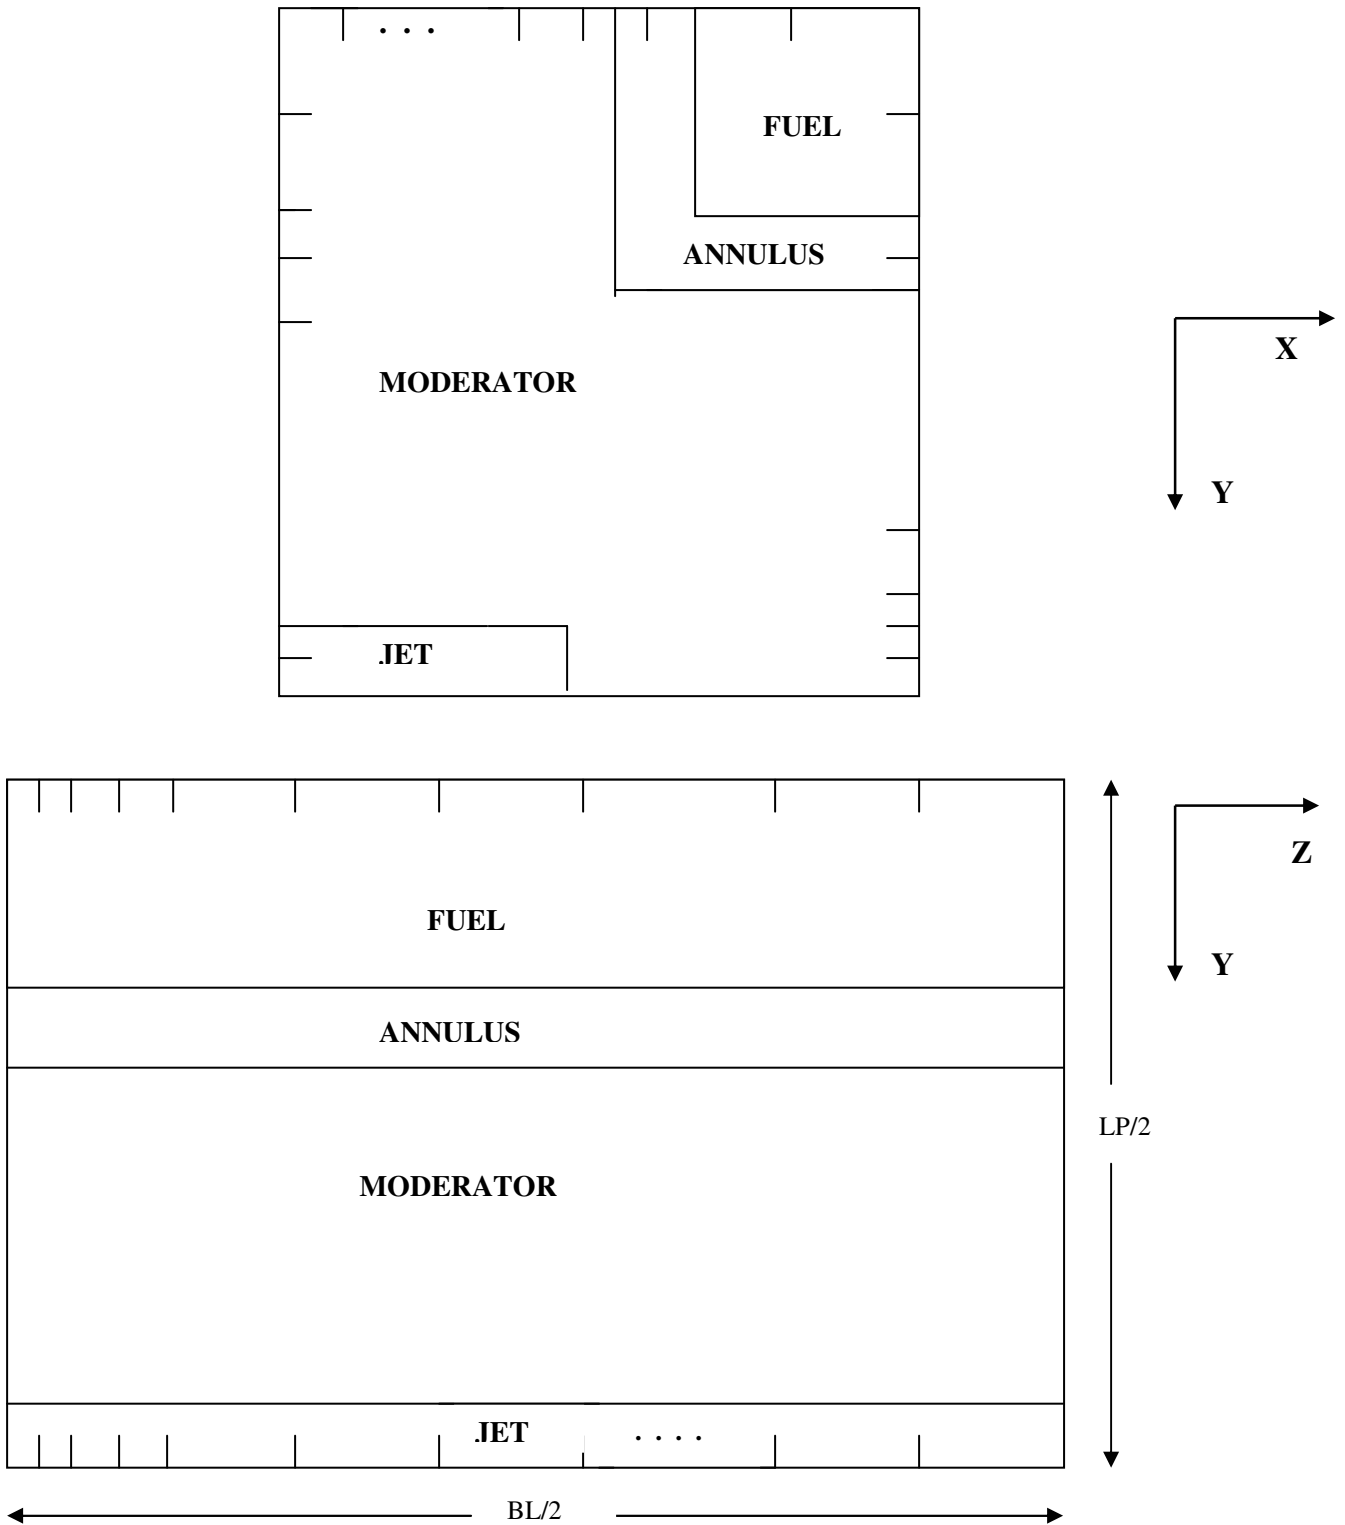 . . .
FUEL
ANNULUS
X
MODERATOR
Y
JET
Z
FUEL
Y
ANNULUS
LP/2
MODERATOR
JET . . . .
BL/2